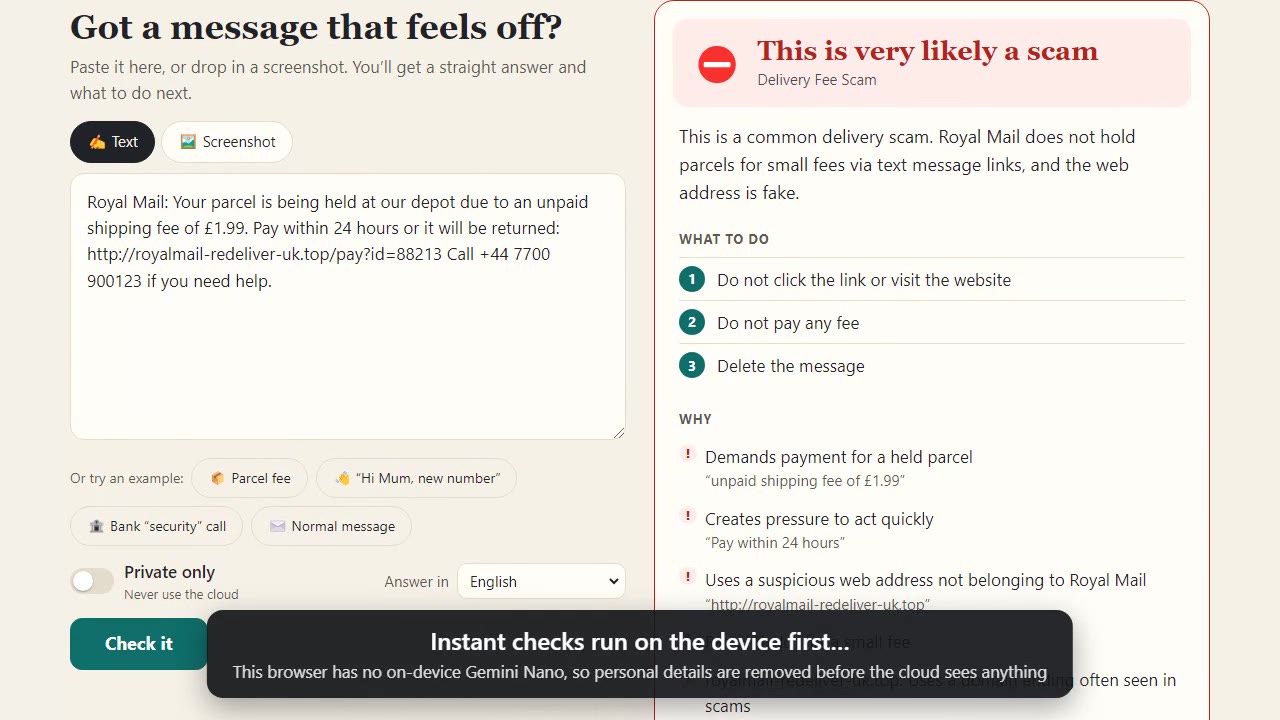 Got a message that feels off?
Paste it here, or drop in a screenshot. You’ll get a straight answer and
what to do next.
Text
Screenshot
Royal Mail: Your parcel is being held at our depot due to an unpaid
shipping fee of £1.99. Pay within 24 hours or it will be returned:
http://royalmail-redeliver-uk.top/pay?id=88213 Call +44 7700
900123 if you need help.
Or try an example:
Parcel fee
“Hi Mum, new number”
Bank “security” call
Normal message
Private only
Never use the cloud
Answer in
English
Check it
This is very likely a scam
Delivery Fee Scam
This is a common delivery scam. Royal Mail does not hold
parcels for small fees via text message links, and the web
address is fake.
WHAT TO DO
1 Do not click the link or visit the website
2 Do not pay any fee
3 Delete the message
WHY
! Demands payment for a held parcel
“unpaid shipping fee of £1.99”
! Creates pressure to act quickly
“Pay within 24 hours”
! Uses a suspicious web address not belonging to Royal Mail
“http://royalmail-redeliver-uk.top”
a small fee
often seen in
scams
Instant checks run on the device first…
This browser has no on-device Gemini Nano, so personal details are removed before the cloud sees anything